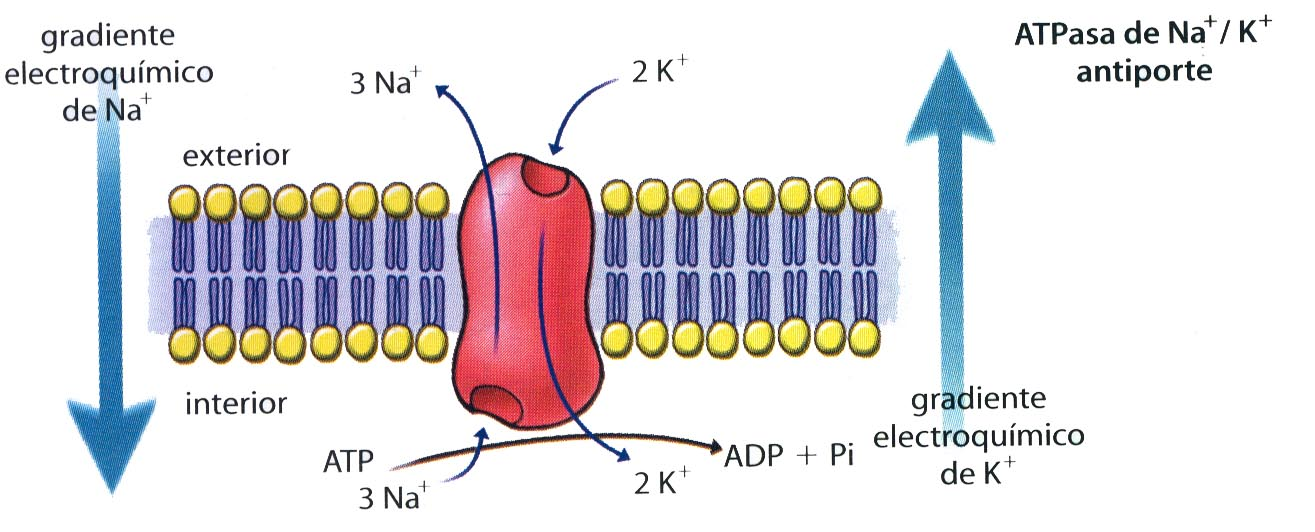 gradiente
electroquímico
de Na⁺
ATPasa de Na⁺/ K⁺
antiporte
3 Na⁺
2 K⁺
exterior
interior
ATP
3 Na⁺
2 K⁺
ADP + Pi
gradiente
electroquímico
de K⁺